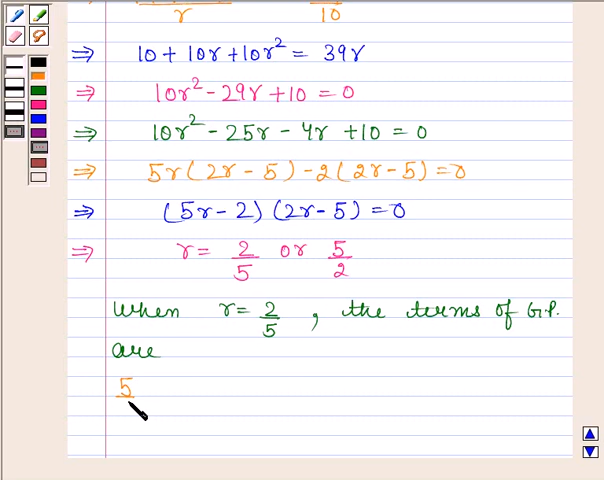 ⇒ r 10
⇒ 10 + 10r + 10r² = 39r
⇒ 10r² - 29r + 10 = 0
⇒ 10r² - 25r - 4r + 10 = 0
⇒ 5r ( 2r - 5 ) - 2 ( 2r - 5 ) = 0
⇒ ( 5r - 2 ) ( 2r - 5 ) = 0
⇒ r = 2/5 or 5/2
When r = 2/5 , the terms of G.P.
are
5